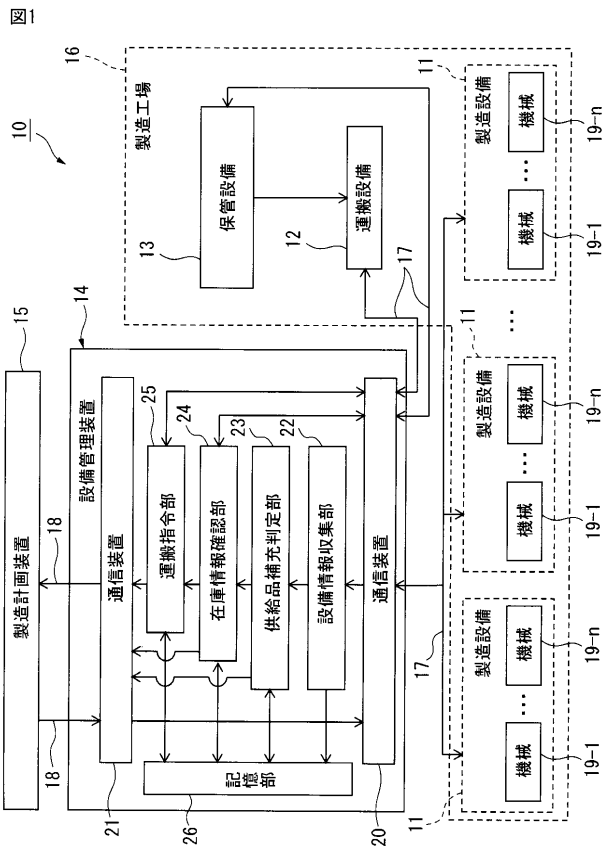 図1
10
製造計画装置
15
18
18
設備管理装置
14
通信装置
21
運搬指令部
25
在庫情報確認部
24
供給品補充判定部
23
設備情報収集部
22
記憶部
26
通信装置
20
製造工場
16
保管設備
13
運搬設備
12
17
17
製造設備
11
機械
19-1
…
機械
19-n
製造設備
11
機械
19-1
…
機械
19-n
…
製造設備
11
機械
19-1
…
機械
19-n